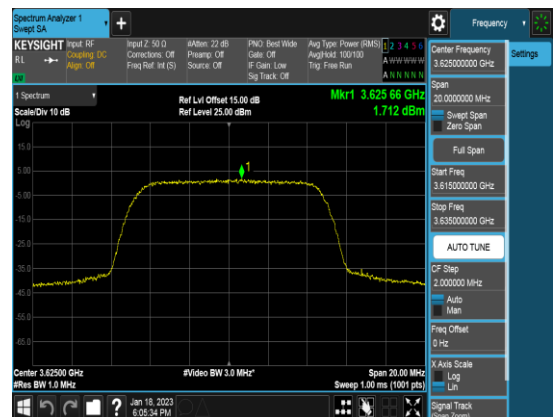 Spectrum Analyzer 1
Swept SA
Frequency
KEYSIGHT
RL
Input: RF
Coupling: DC
Align: Off
Input Z: 50 Ω
Corrections: Off
Freq Ref: Int (S)
#Atten: 22 dB
Preamp: Off
Source: Off
PNO: Best Wide
Gate: Off
IF Gain: Low
Sig Track: Off
Avg Type: Power (RMS)
Avg|Hold: 100/100
Trig: Free Run
1 2 3 4 5 6
A W W W W W
A N N N N N
1 Spectrum
Scale/Div 10 dB
Log
Ref Lvl Offset 15.00 dB
Ref Level 25.00 dBm
Mkr1 3.625 66 GHz
1.712 dBm
15.0
5.00
-5.00
-15.0
-25.0
-35.0
-45.0
-55.0
-65.0
1
Center 3.62500 GHz
#Res BW 1.0 MHz
#Video BW 3.0 MHz*
Span 20.00 MHz
Sweep 1.00 ms (1001 pts)
Jan 18, 2023
6:05:34 PM
Center Frequency
3.625000000 GHz
Settings
Span
20.0000000 MHz
Swept Span
Zero Span
Full Span
Start Freq
3.615000000 GHz
Stop Freq
3.635000000 GHz
AUTO TUNE
CF Step
2.000000 MHz
Auto
Man
Freq Offset
0 Hz
X Axis Scale
Log
Lin
Signal Track
(Span Zoom)